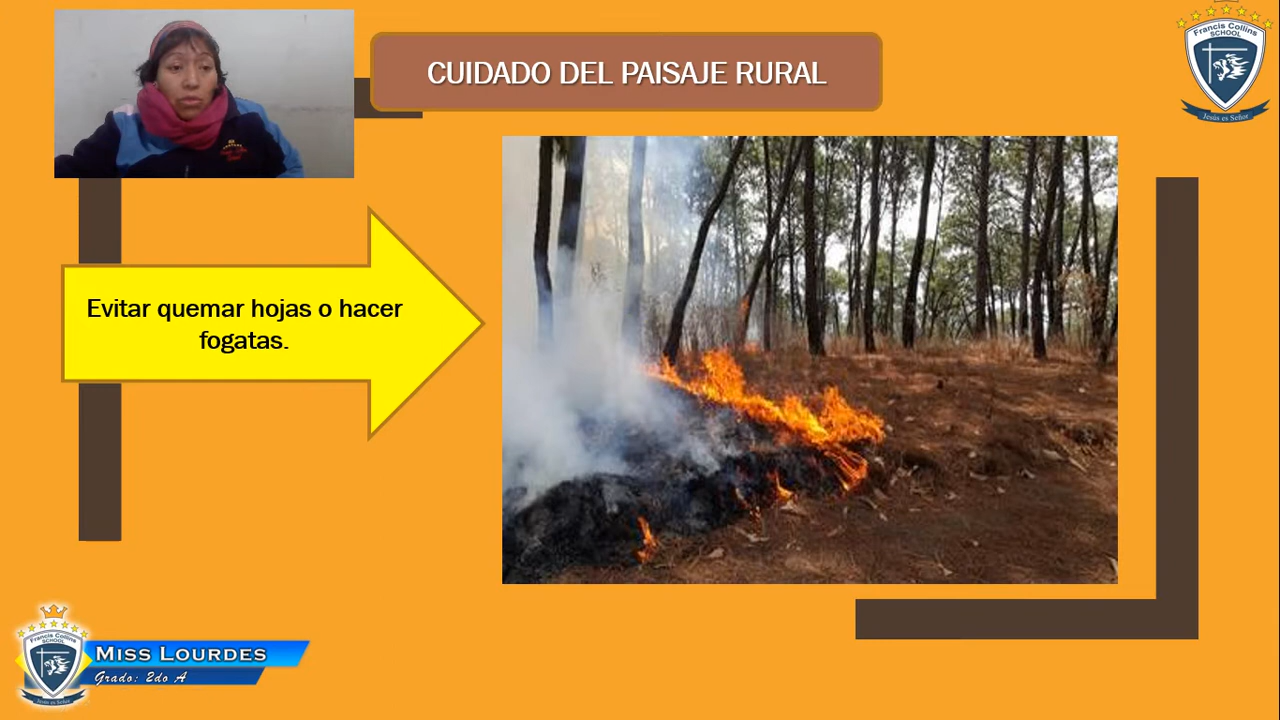 CUIDADO DEL PAISAJE RURAL
Francis Collins
SCHOOL
Jesús es Señor
Evitar quemar hojas o hacer
fogatas.
Francis Collins
SCHOOL
Jesús es Señor
MISS LOURDES
Grado: 2do A